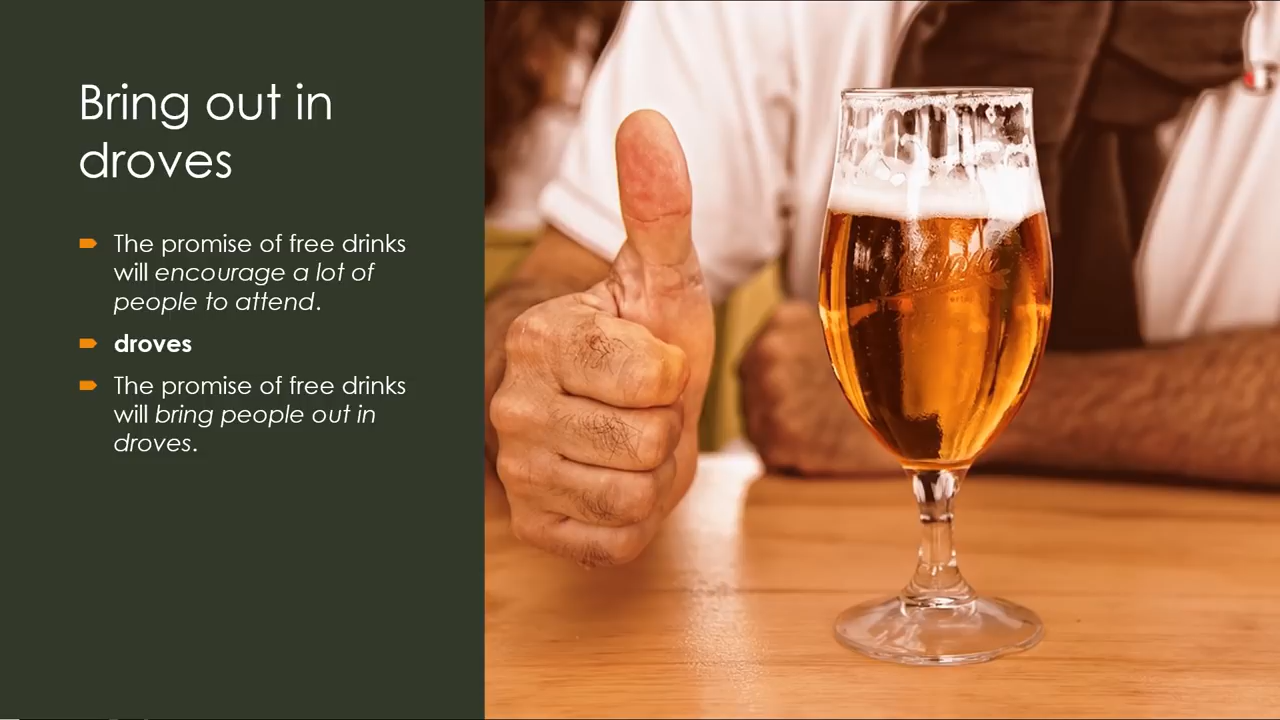 Bring out in
droves
The promise of free drinks
will encourage a lot of
people to attend.
droves
The promise of free drinks
will bring people out in
droves.